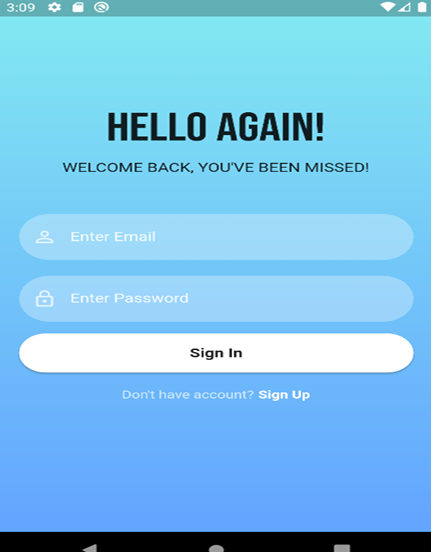 3:09
HELLO AGAIN!
WELCOME BACK, YOU'VE BEEN MISSED!
Enter Email
Enter Password
Sign In
Don't have account? Sign Up